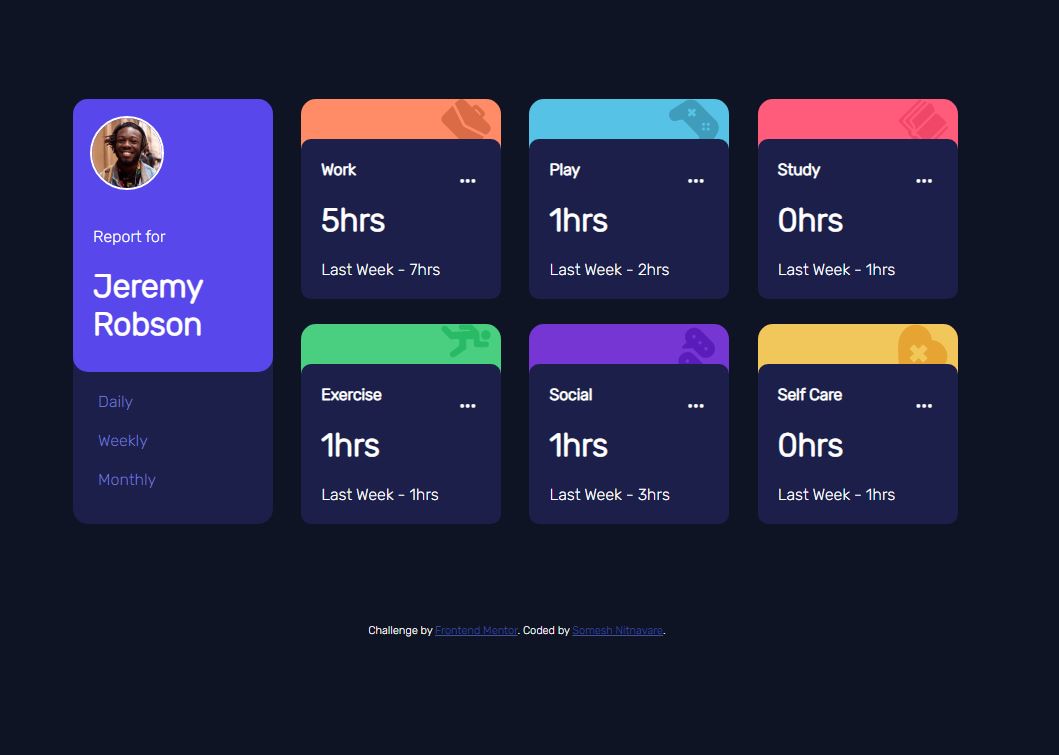 Report for
Jeremy
Robson
Daily
Weekly
Monthly
Work
5hrs
Last Week - 7hrs
Play
1hrs
Last Week - 2hrs
Study
0hrs
Last Week - 1hrs
Exercise
1hrs
Last Week - 1hrs
Social
1hrs
Last Week - 3hrs
Self Care
0hrs
Last Week - 1hrs
Challenge by Frontend Mentor. Coded by Somesh Nitnavare.